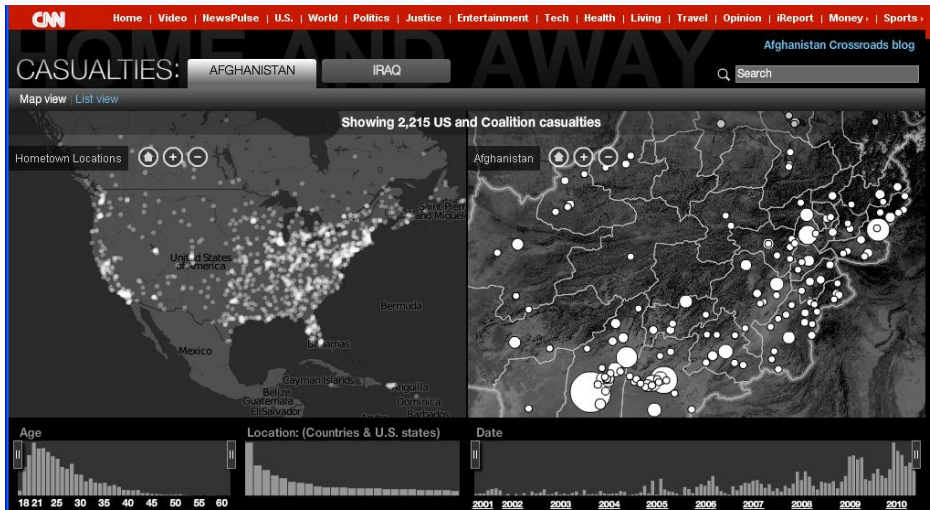 CNN Home | Video | NewsPulse | U.S. | World | Politics | Justice | Entertainment | Tech | Health | Living | Travel | Opinion | iReport | Money | Sports
HOME AND AWAY
Afghanistan Crossroads blog
CASUALTIES: AFGHANISTAN IRAQ
Search
Map view | List view
Showing 2,215 US and Coalition casualties
Hometown Locations
Afghanistan
United States
of America
Bermuda
Mexico
Bahamas
Cayman Islands
Anguilla
Belize
Guatemala
Dominica
El Salvador
Barbados
Age
Location: (Countries & U.S. states)
Date
18 21 25 30 35 40 45 50 55 60
2001 2002 2003 2004 2005 2006 2007 2008 2009 2010